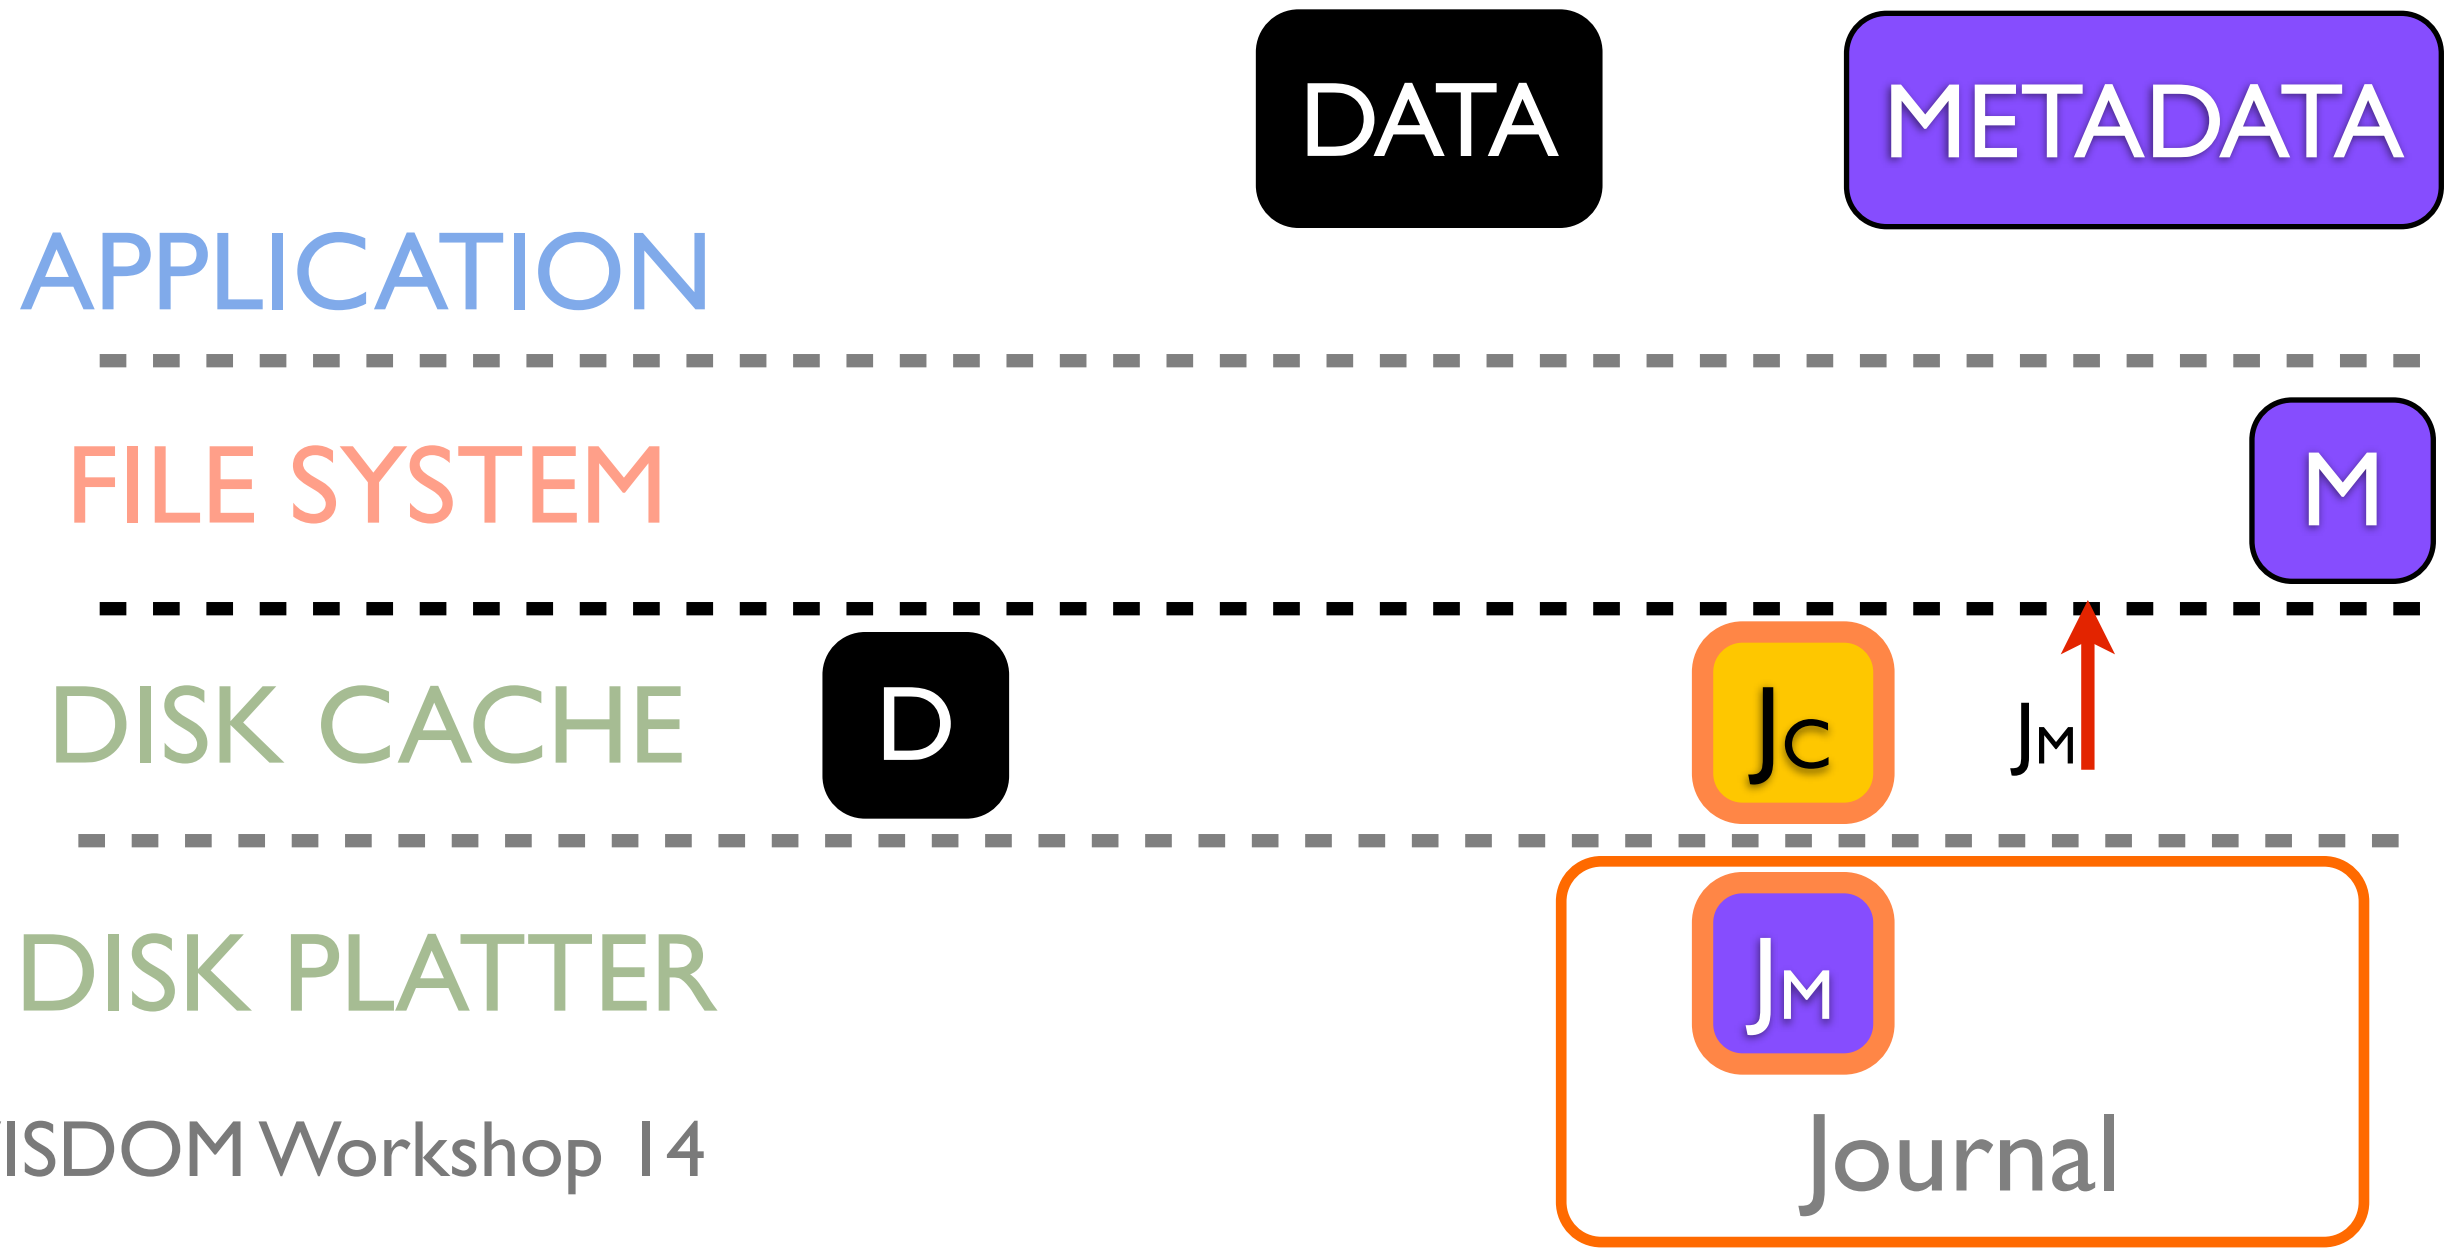 DATA METADATA
APPLICATION
FILE SYSTEM M
DISK CACHE D JC JM
DISK PLATTER JM
ISDOM Workshop 14
Journal